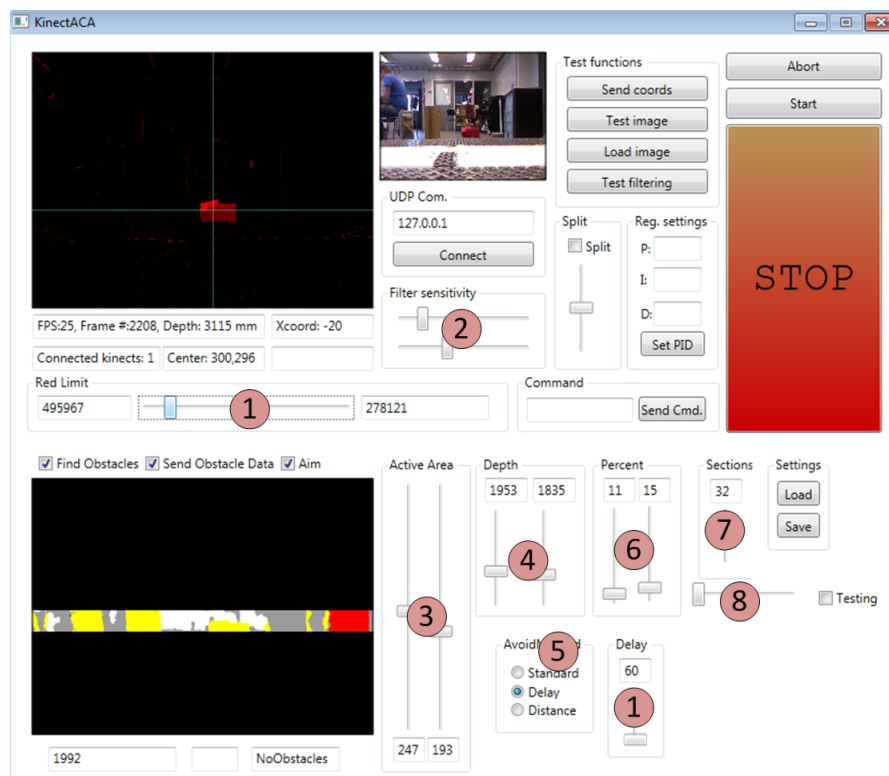 KinectACA
Test functions
Send coords
Test image
Load image
Test filtering
Abort
Start
STOP
UDP Com.
127.0.0.1
Connect
Filter sensitivity
2
Split
Split
Reg. settings
P:
I:
D:
Set PID
FPS:25, Frame #:2208, Depth: 3115 mm
Xcoord: -20
Connected kinects: 1
Center: 300,296
Red Limit
495967
1
278121
Command
Send Cmd.
Find Obstacles
Send Obstacle Data
Aim
Active Area
3
247
193
Depth
1953
1835
4
Percent
11
15
6
Sections
32
7
Settings
Load
Save
8
Testing
5
Standard
Delay
Distance
Delay
60
1
1992
NoObstacles